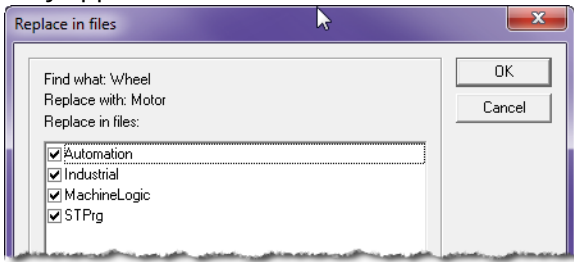 Replace in files
Find what: Wheel
OK
Replace with: Motor
Cancel
Replace in files:
Automation
Industrial
MachineLogic
STPrg